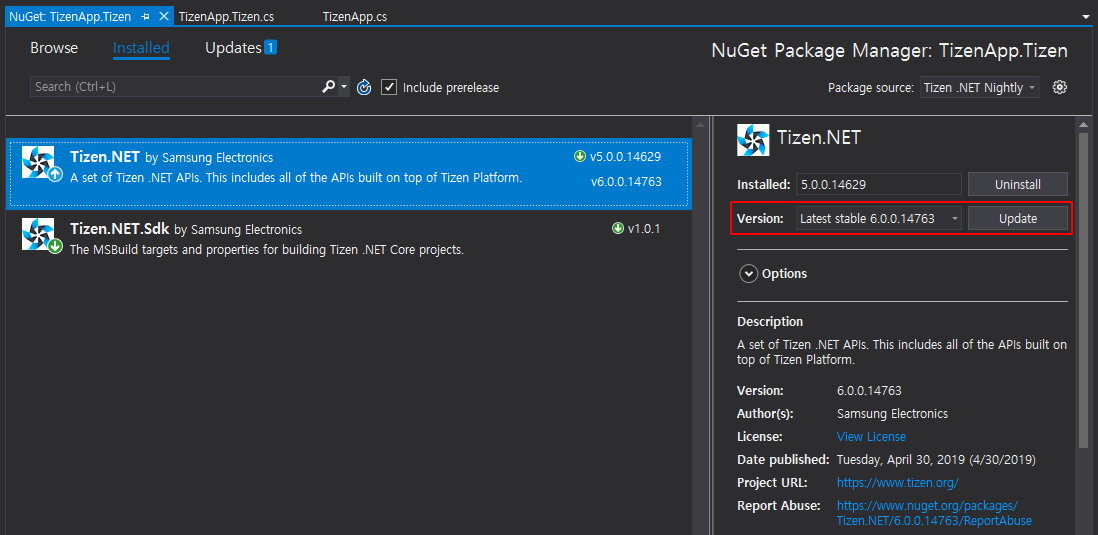 NuGet: TizenApp.Tizen
TizenApp.Tizen.cs
TizenApp.cs
Browse
Installed
Updates 1
NuGet Package Manager: TizenApp.Tizen
Search (Ctrl+L)
Include prerelease
Package source: Tizen .NET Nightly
Tizen.NET by Samsung Electronics
v5.0.0.14629
A set of Tizen .NET APIs. This includes all of the APIs built on top of Tizen Platform.
v6.0.0.14763
Tizen.NET.Sdk by Samsung Electronics
v1.0.1
The MSBuild targets and properties for building Tizen .NET Core projects.
Tizen.NET
Installed: 5.0.0.14629 Uninstall
Version: Latest stable 6.0.0.14763 Update
Options
Description
A set of Tizen .NET APIs. This includes all of the APIs built on
top of Tizen Platform.
Version: 6.0.0.14763
Author(s): Samsung Electronics
License: View License
Date published: Tuesday, April 30, 2019 (4/30/2019)
Project URL: https://www.tizen.org/
Report Abuse: https://www.nuget.org/packages/
Tizen.NET/6.0.0.14763/ReportAbuse